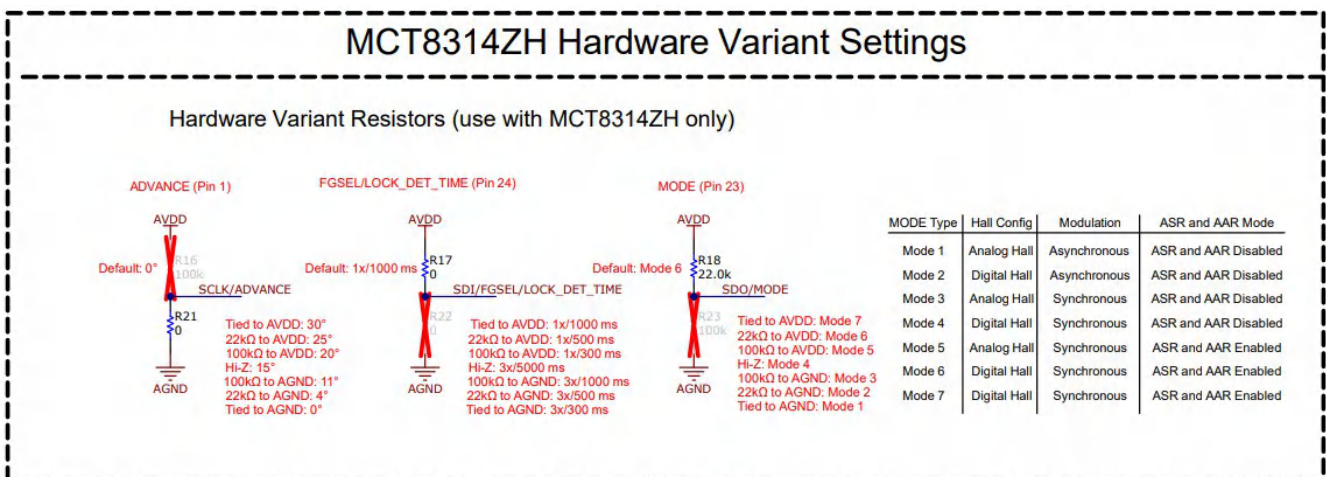 MCT8314ZH Hardware Variant Settings
Hardware Variant Resistors (use with MCT8314ZH only)
ADVANCE (Pin 1)
AVDD
R16
100k
Default: 0°
SCLK/ADVANCE
R21
0
AGND
Tied to AVDD: 30°
22kΩ to AVDD: 25°
100kΩ to AVDD: 20°
Hi-Z: 15°
100kΩ to AGND: 11°
22kΩ to AGND: 4°
Tied to AGND: 0°
FGSEL/LOCK_DET_TIME (Pin 24)
AVDD
R17
0
Default: 1x/1000 ms
SDI/FGSEL/LOCK_DET_TIME
R22
0
AGND
Tied to AVDD: 1x/1000 ms
22kΩ to AVDD: 1x/500 ms
100kΩ to AVDD: 1x/300 ms
Hi-Z: 3x/5000 ms
100kΩ to AGND: 3x/1000 ms
22kΩ to AGND: 3x/500 ms
Tied to AGND: 3x/300 ms
MODE (Pin 23)
AVDD
R18
22.0k
Default: Mode 6
SDO/MODE
R23
100k
AGND
Tied to AVDD: Mode 7
22kΩ to AVDD: Mode 6
100kΩ to AVDD: Mode 5
Hi-Z: Mode 4
100kΩ to AGND: Mode 3
22kΩ to AGND: Mode 2
Tied to AGND: Mode 1
MODE Type Hall Config Modulation ASR and AAR Mode
Mode 1 Analog Hall Asynchronous ASR and AAR Disabled
Mode 2 Digital Hall Asynchronous ASR and AAR Disabled
Mode 3 Analog Hall Synchronous ASR and AAR Disabled
Mode 4 Digital Hall Synchronous ASR and AAR Disabled
Mode 5 Analog Hall Synchronous ASR and AAR Enabled
Mode 6 Digital Hall Synchronous ASR and AAR Enabled
Mode 7 Digital Hall Synchronous ASR and AAR Enabled